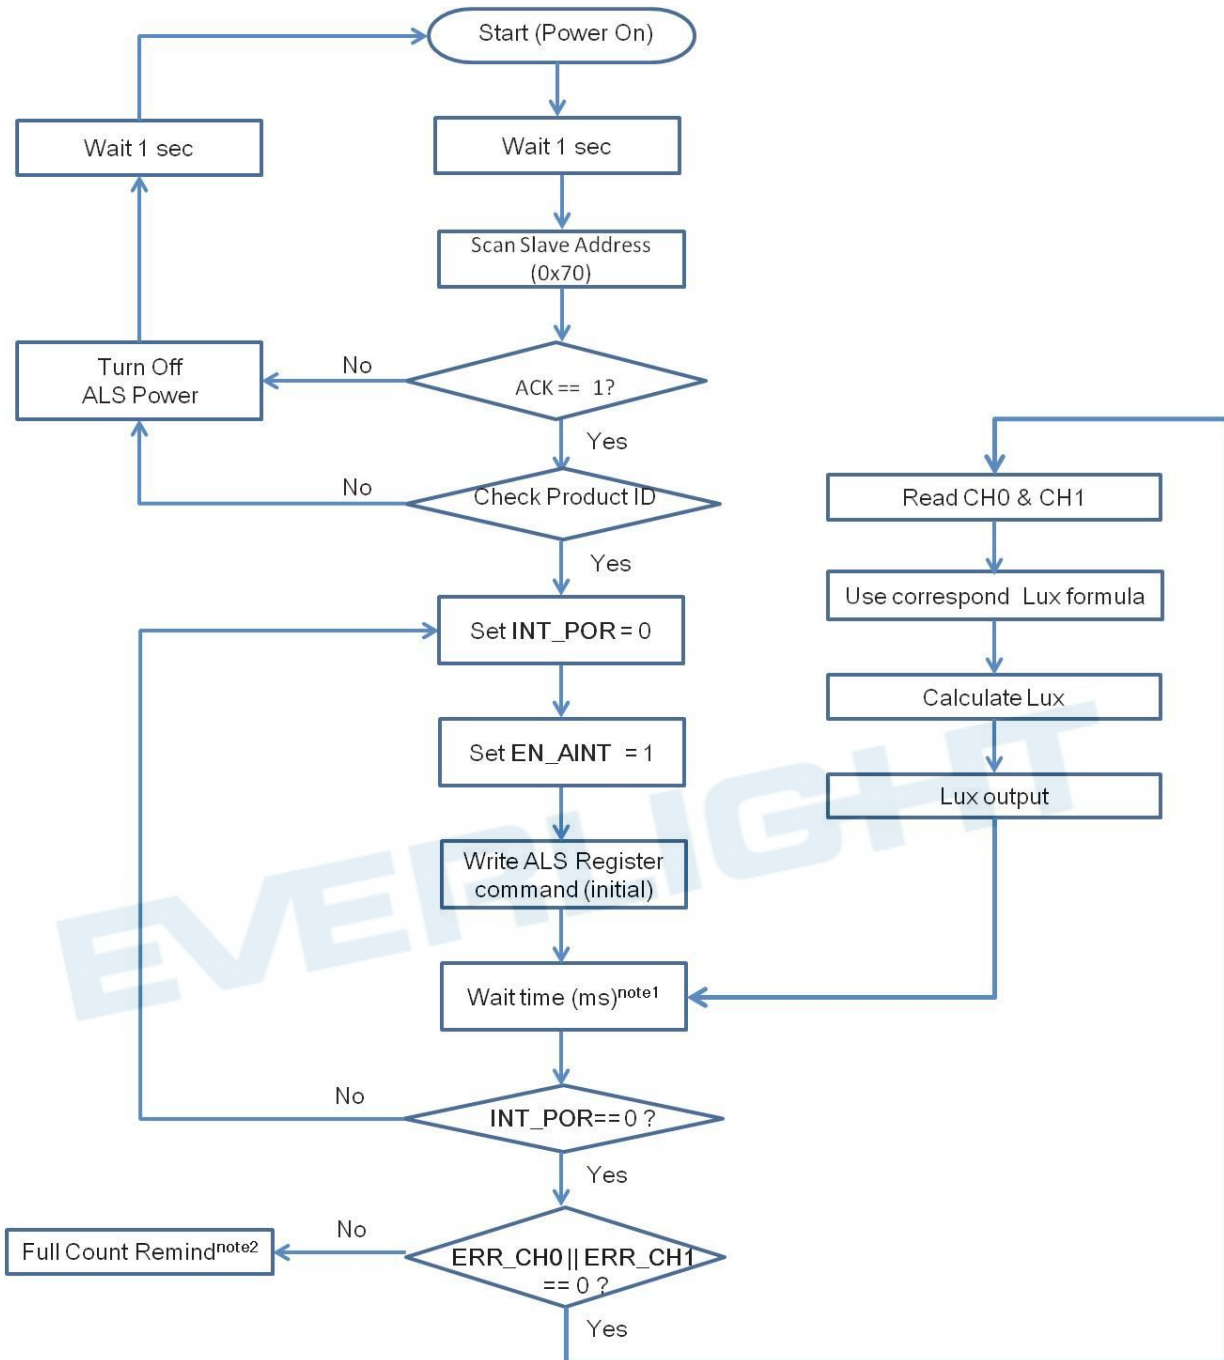 Start (Power On)
Wait 1 sec
Wait 1 sec
Scan Slave Address
(0x70)
Turn Off
ALS Power
No
ACK == 1?
Yes
No
Check Product ID
Yes
Read CH0 & CH1
Use correspond Lux formula
Set INT_POR = 0
Calculate Lux
Set EN_AINT = 1
Lux output
Write ALS Register
command (initial)
Wait time (ms)note1
No
INT_POR==0 ?
Yes
No
Full Count Remindnote2
ERR_CH0 || ERR_CH1
== 0 ?
Yes
EVERLIGHT